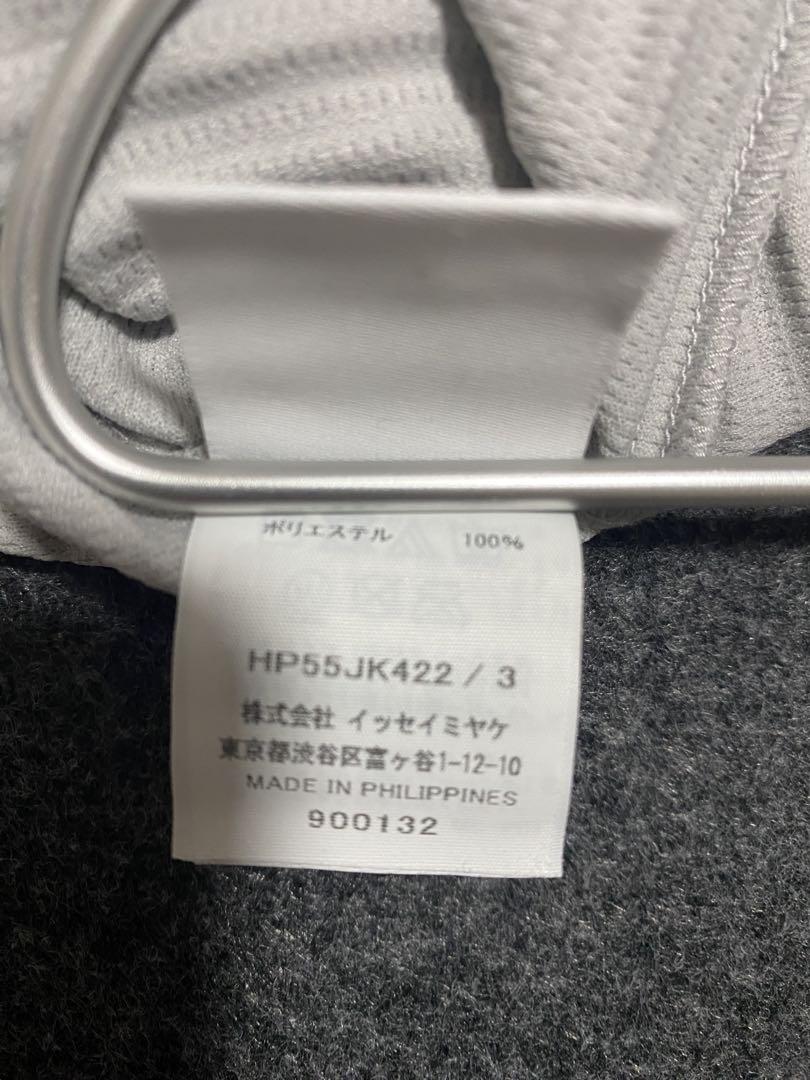 ポリエステル 100%
HP55JK422 / 3
株式会社 イッセイミヤケ
東京都渋谷区富ヶ谷1-12-10
MADE IN PHILIPPINES
900132